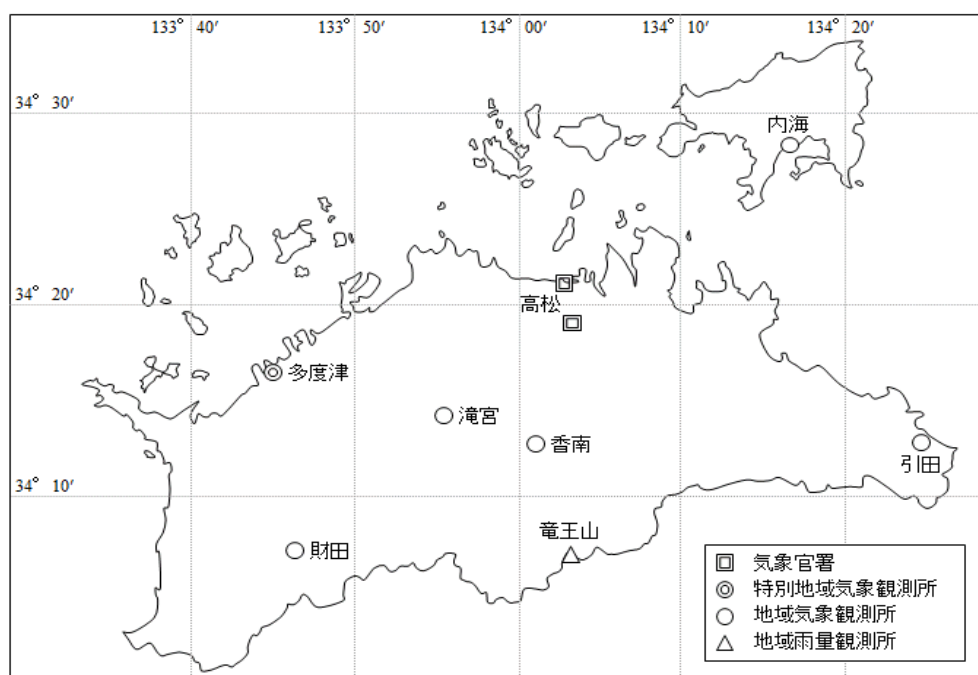 133° 40′
133° 50′
134° 00′
134° 10′
134° 20′
34° 30′
内海
34° 20′
高松
多度津
滝宮
香南
引田
34° 10′
竜王山
財田
気象官署
特別地域気象観測所
地域気象観測所
地域雨量観測所